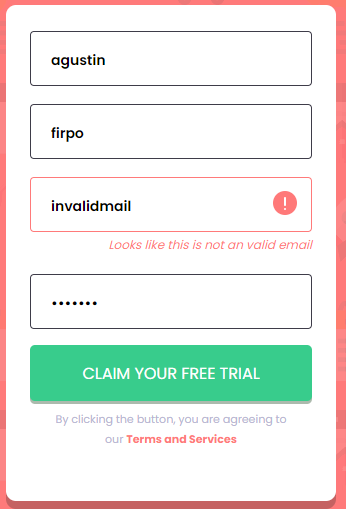 agustin
firpo
invalidmail
Looks like this is not an valid email
•••••••
CLAIM YOUR FREE TRIAL
By clicking the button, you are agreeing to
our Terms and Services